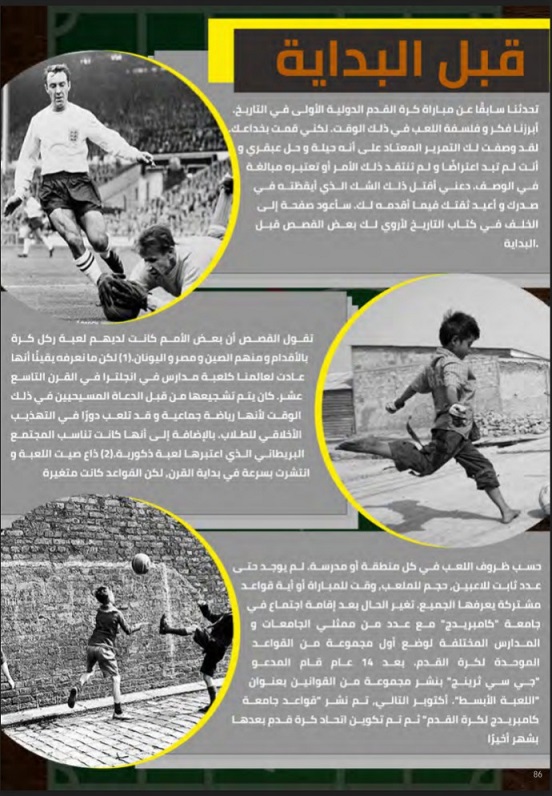 قبل البداية
تحدثنا سابقًا عن مباراة كرة القدم الدولية الأولى في التاريخ.
أبرزنا فكر و فلسفة اللعب في ذلك الوقت. لكني قمت بخداعك.
لقد وصفت لك التمرير المعتاد على أنه حيلة و حل عبقري و
أنت لم تبد اعتراضًا و لم تنتقد ذلك الأمر أو تعتبره مبالغة
في الوصف. دعني أقتل ذلك الشك الذي أيقظته في
صدرك و أعيد ثقتك فيما أقدمه لك. سأعود صفحة إلى
الخلف في كتاب التاريخ لأروي لك بعض القصص قبل
.البداية
تقول القصص أن بعض الأمم كانت لديهم لعبة ركل كرة
بالأقدام و منهم الصين و مصر و اليونان.(1) لكن ما نعرفه يقينًا أنها
عادت لعالمنا كلعبة مدارس في انجلترا في القرن التاسع
عشر. كان يتم تشجيعها من قبل الدعاة المسيحيين في ذلك
الوقت لأنها رياضة جماعية و قد تلعب دورًا في التهذيب
الأخلاقي للطلاب. بالإضافة إلى أنها كانت تناسب المجتمع
البريطاني الذي اعتبرها لعبة ذكورية.(2) ذاع صيت اللعبة و
انتشرت بسرعة في بداية القرن, لكن القواعد كانت متغيرة
حسب ظروف اللعب في كل منطقة أو مدرسة. لم يوجد حتى
عدد ثابت للاعبين, حجم للملعب, وقت للمباراة أو أية قواعد
مشتركة يعرفها الجميع. تغير الحال بعد إقامة اجتماع في
جامعة "كامبريدج" مع عدد من ممثلي الجامعات و
المدارس المختلفة لوضع أول مجموعة من القواعد
الموحدة لكرة القدم. بعد 14 عام قام المدعو
"جي سي ثرينج" بنشر مجموعة من القوانين بعنوان
"اللعبة الأبسط". أكتوبر التالي, تم نشر "قواعد جامعة
كامبريدج لكرة القدم" ثم تم تكوين اتحاد كرة قدم بعدها
بشهر أخيرًا
86